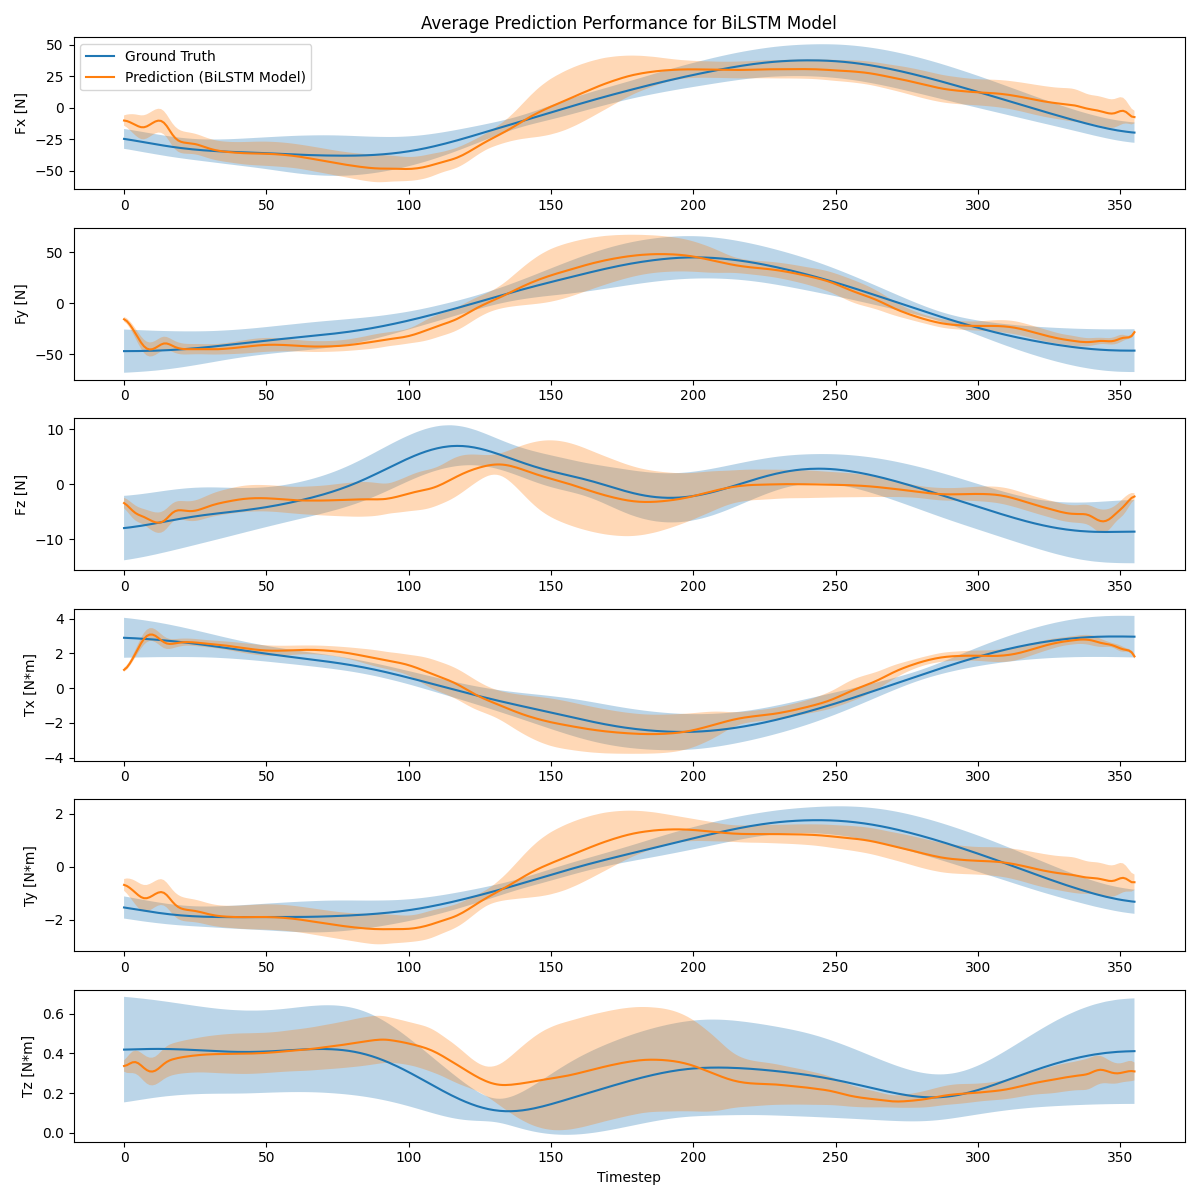 Average Prediction Performance for BiLSTM Model
Ground Truth
Prediction (BiLSTM Model)
Fx [N]
50
25
0
−25
−50
0 50 100 150 200 250 300 350
Fy [N]
50
0
−50
0 50 100 150 200 250 300 350
Fz [N]
10
0
−10
0 50 100 150 200 250 300 350
Tx [N*m]
4
2
0
−2
−4
0 50 100 150 200 250 300 350
Ty [N*m]
2
0
−2
0 50 100 150 200 250 300 350
Tz [N*m]
0.6
0.4
0.2
0.0
0 50 100 150 200 250 300 350
Timestep